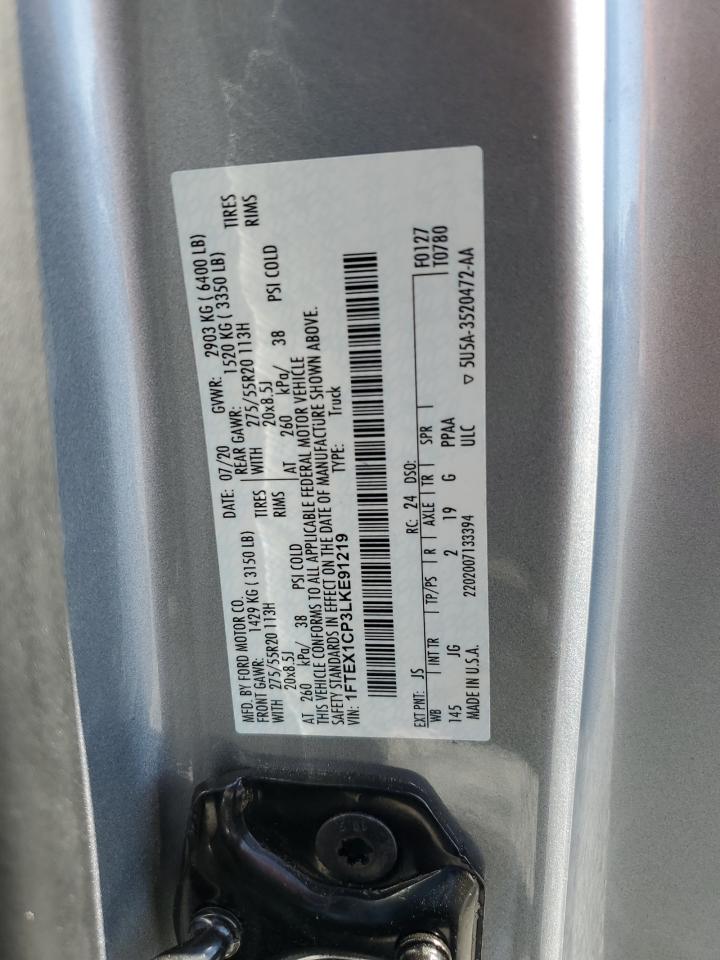 MFD. BY FORD MOTOR CO.
DATE: 07/20 GVWR: 2903 KG ( 6400 LB)
FRONT GAWR: 1429 KG ( 3150 LB) REAR GAWR: 1520 KG ( 3350 LB)
WITH 275/55R20 113H TIRES WITH 275/55R20 113H TIRES
20x8.5J RIMS 20x8.5J RIMS
AT 260 kPa/ 38 PSI COLD AT 260 kPa/ 38 PSI COLD
THIS VEHICLE CONFORMS TO ALL APPLICABLE FEDERAL MOTOR VEHICLE
SAFETY STANDARDS IN EFFECT ON THE DATE OF MANUFACTURE SHOWN ABOVE.
VIN: 1FTEX1CP3LKE91219 TYPE: Truck
F0127
EXT PNT: JS RC: 24 DSO: T0780
WB INT TR TP/PS R AXLE TR SPR
145 JG 2 19 G PPAA
MADE IN U.S.A. 2202007133394 ULC ▽ 5U5A-3520472-AA